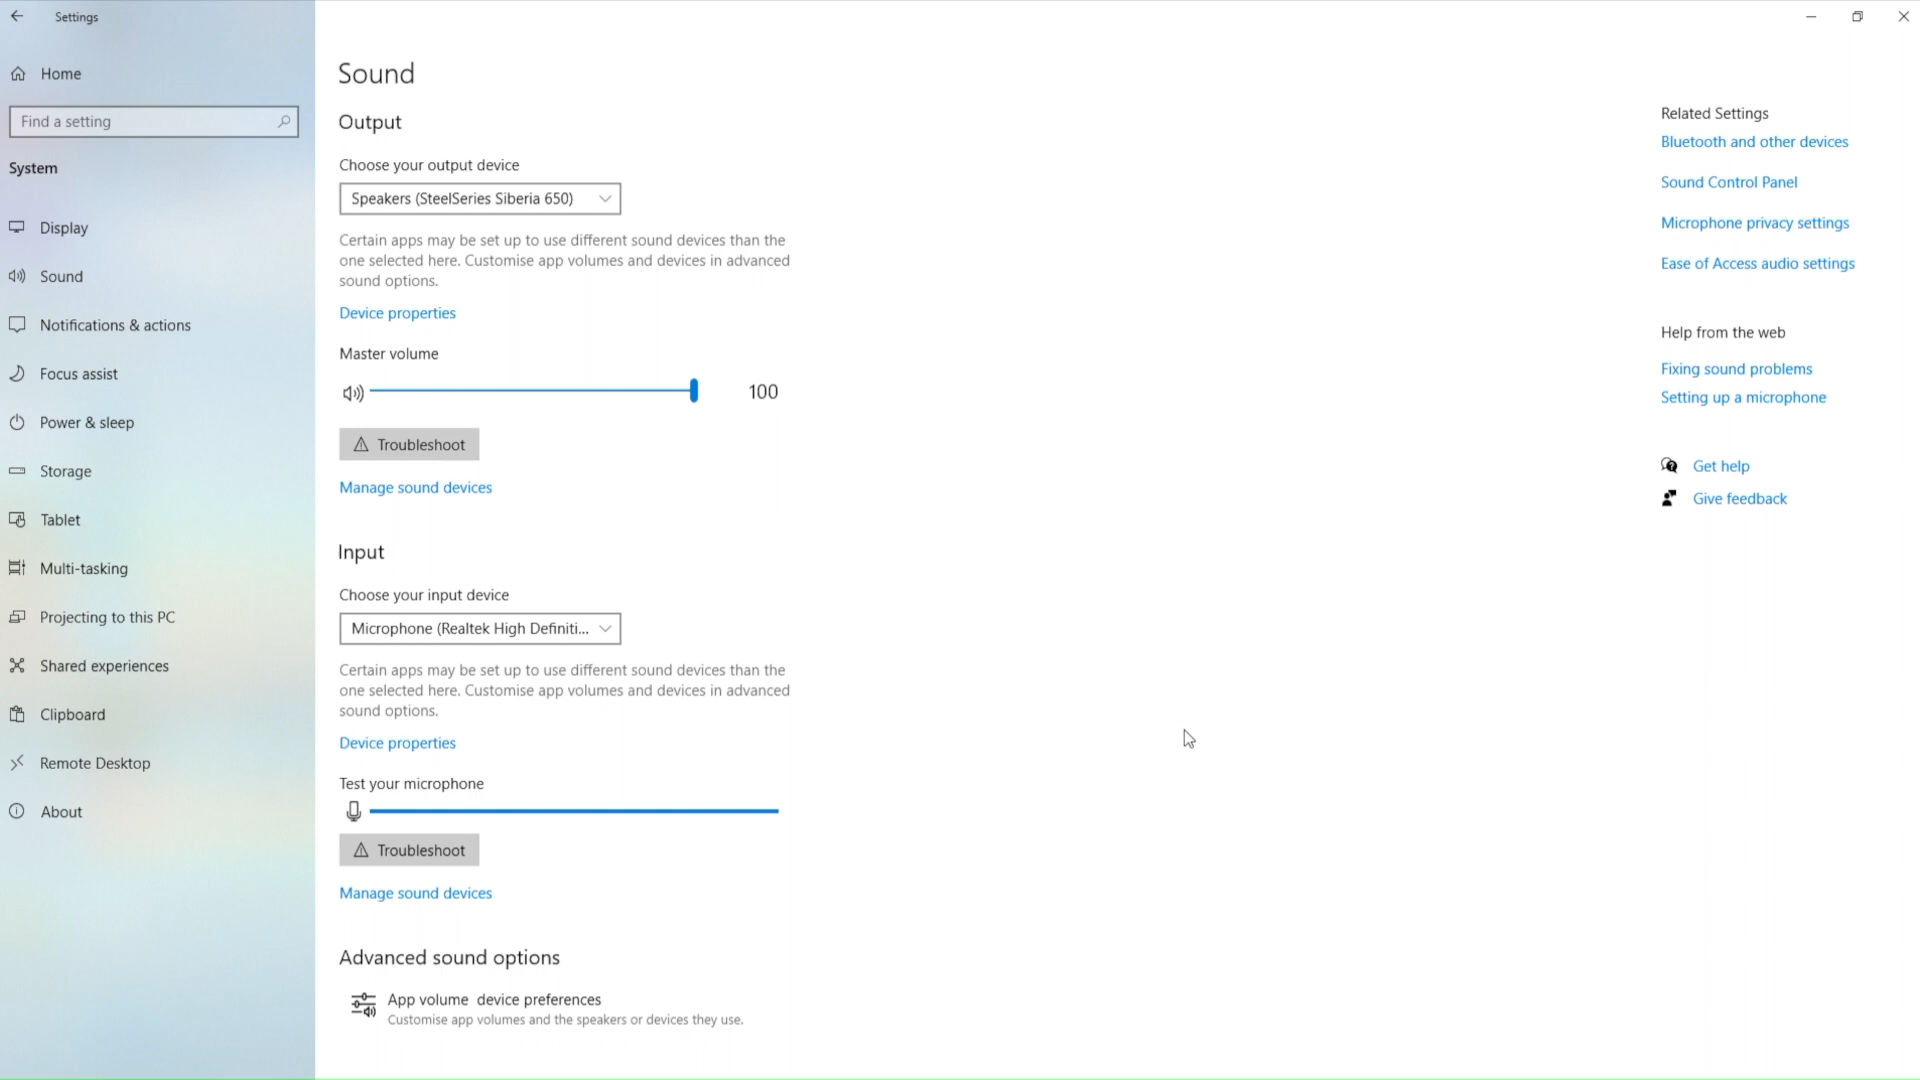 Settings
Home
Find a setting
System
Display
Sound
Notifications & actions
Focus assist
Power & sleep
Storage
Tablet
Multi-tasking
Projecting to this PC
Shared experiences
Clipboard
Remote Desktop
About
Sound
Output
Choose your output device
Speakers (SteelSeries Siberia 650)
Certain apps may be set up to use different sound devices than the
one selected here. Customise app volumes and devices in advanced
sound options.
Device properties
Master volume
100
Troubleshoot
Manage sound devices
Input
Choose your input device
Microphone (Realtek High Definiti...
Certain apps may be set up to use different sound devices than the
one selected here. Customise app volumes and devices in advanced
sound options.
Device properties
Test your microphone
Troubleshoot
Manage sound devices
Advanced sound options
App volume device preferences
Customise app volumes and the speakers or devices they use.
Related Settings
Bluetooth and other devices
Sound Control Panel
Microphone privacy settings
Ease of Access audio settings
Help from the web
Fixing sound problems
Setting up a microphone
Get help
Give feedback